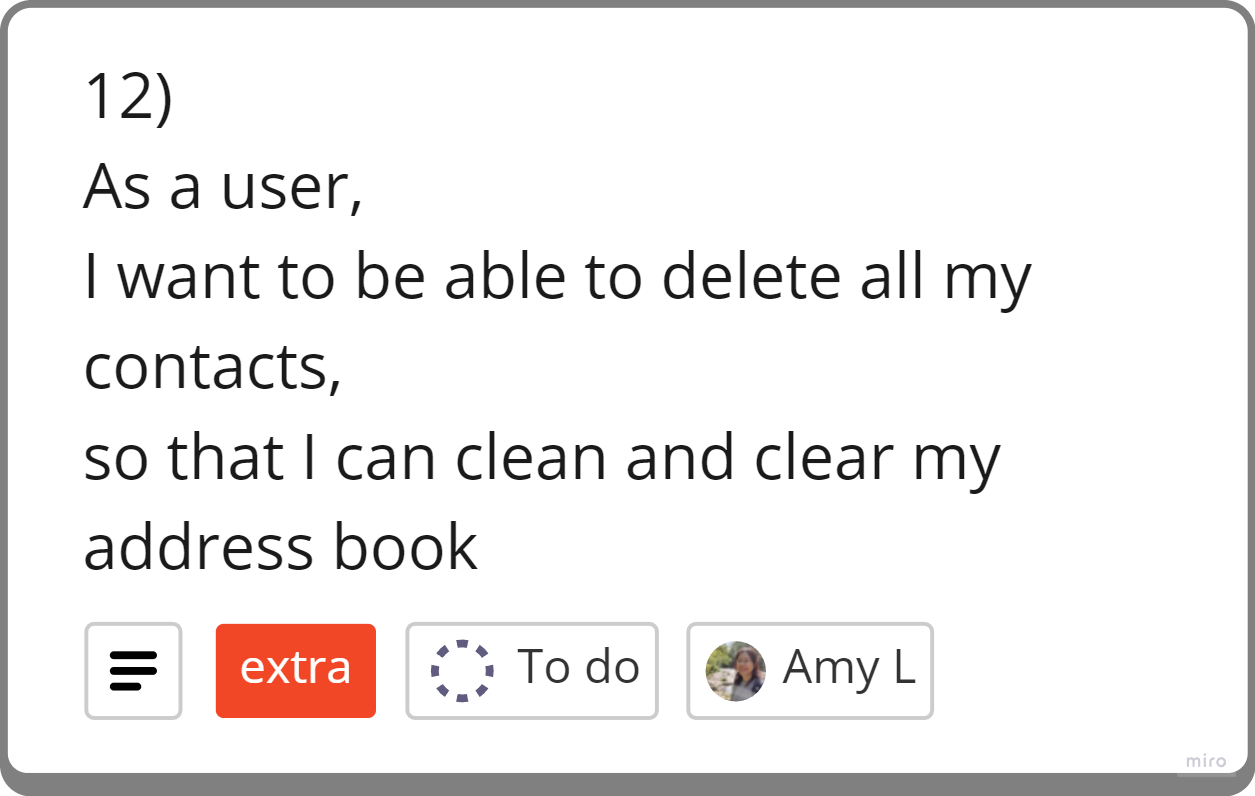 12)
As a user,
I want to be able to delete all my
contacts,
so that I can clean and clear my
address book
extra
To do
Amy L
miro